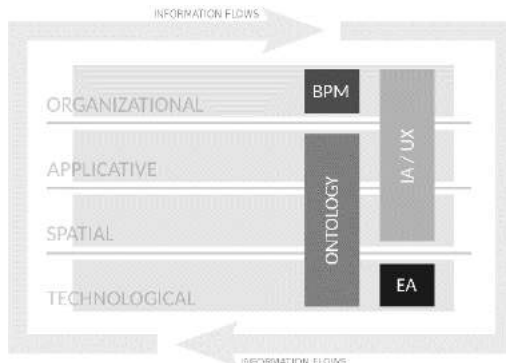 INFORMATION FLOWS
BPM
ORGANIZATIONAL
IA / UX
APPLICATIVE
ONTOLOGY
SPATIAL
EA
TECHNOLOGICAL
INFORMATION FLOWS